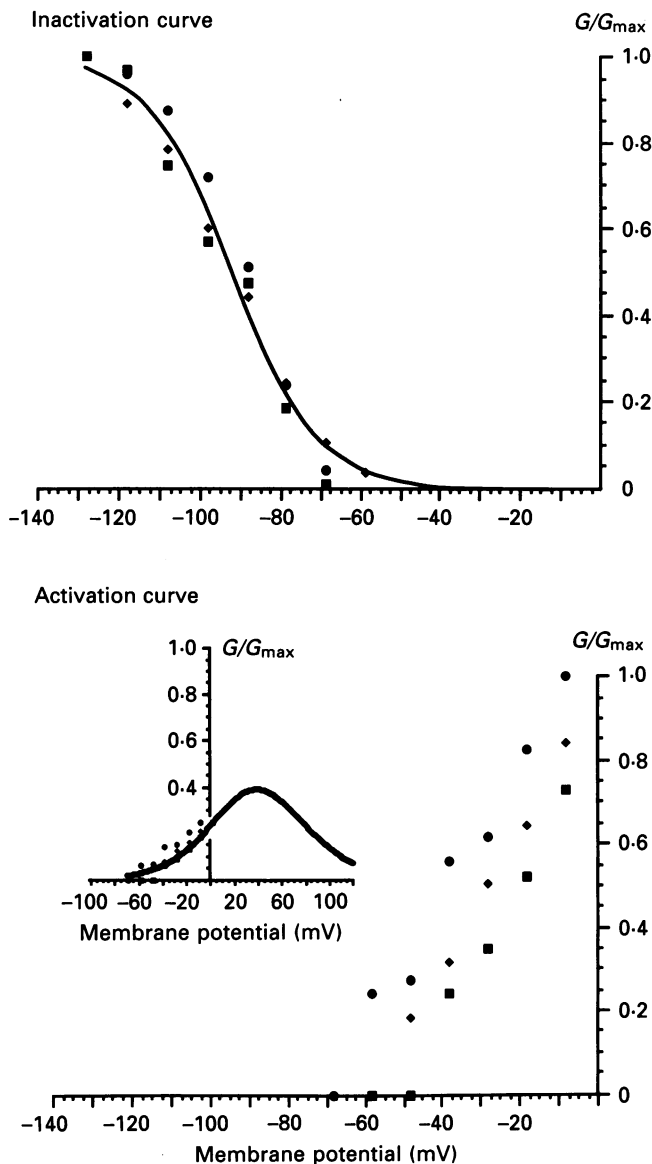 Inactivation curve
G/Gmax
1.0
0.8
0.6
0.4
0.2
0
−140 −120 −100 −80 −60 −40 −20
Activation curve
G/Gmax
1.0
0.8
0.6
0.4
0.2
0
1·0 G/Gmax
0·8
0·6
0·4
−100 −60 −20 20 60 100
Membrane potential (mV)
−140 −120 −100 −80 −60 −40 −20
Membrane potential (mV)